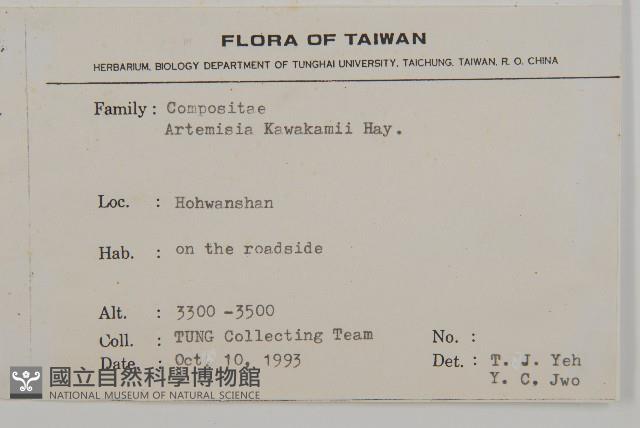 FLORA OF TAIWAN
HERBARIUM, BIOLOGY DEPARTMENT OF TUNGHAI UNIVERSITY, TAICHUNG, TAIWAN, R. O. CHINA
Family : Compositae
Artemisia Kawakamii Hay.
Loc. : Hohwanshan
Hab. : on the roadside
Alt. : 3300 -3500
Coll. : TUNG Collecting Team No. :
Date : Oct 10, 1993 Det. : T. J. Yeh
Y. C. Jwo
國立自然科學博物館
NATIONAL MUSEUM OF NATURAL SCIENCE